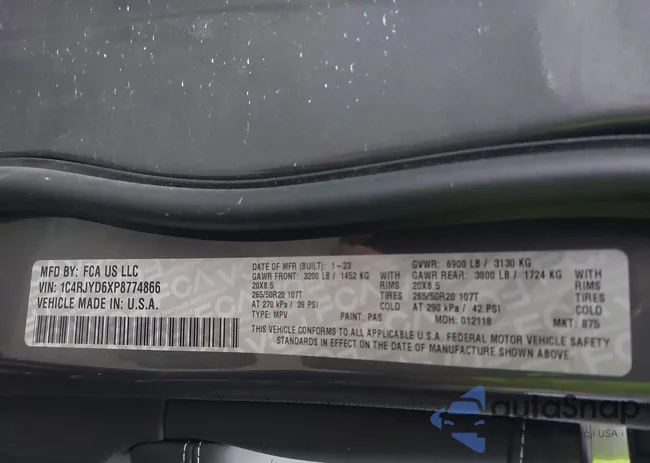 MFD BY: FCA US LLC
VIN: 1C4RJYD6XP8774866
VEHICLE MADE IN: U.S.A.
DATE OF MFR (BUILT): 1-23
GAWR FRONT: 3200 LB / 1452 KG
20X8.5 RIMS
265/50R20 107T TIRES
AT 270 kPa / 39 PSI COLD
TYPE: MPV PAINT: PAS
GVWR: 6900 LB / 3130 KG
GAWR REAR: 3800 LB / 1724 KG
20X8.5 RIMS
265/50R20 107T TIRES
AT 290 kPa / 42 PSI COLD
MDH: 012118 MKT: 875
THIS VEHICLE CONFORMS TO ALL APPLICABLE U.S.A. FEDERAL MOTOR VEHICLE SAFETY
STANDARDS IN EFFECT ON THE DATE OF MANUFACTURE SHOWN ABOVE.
autoSnap
USA